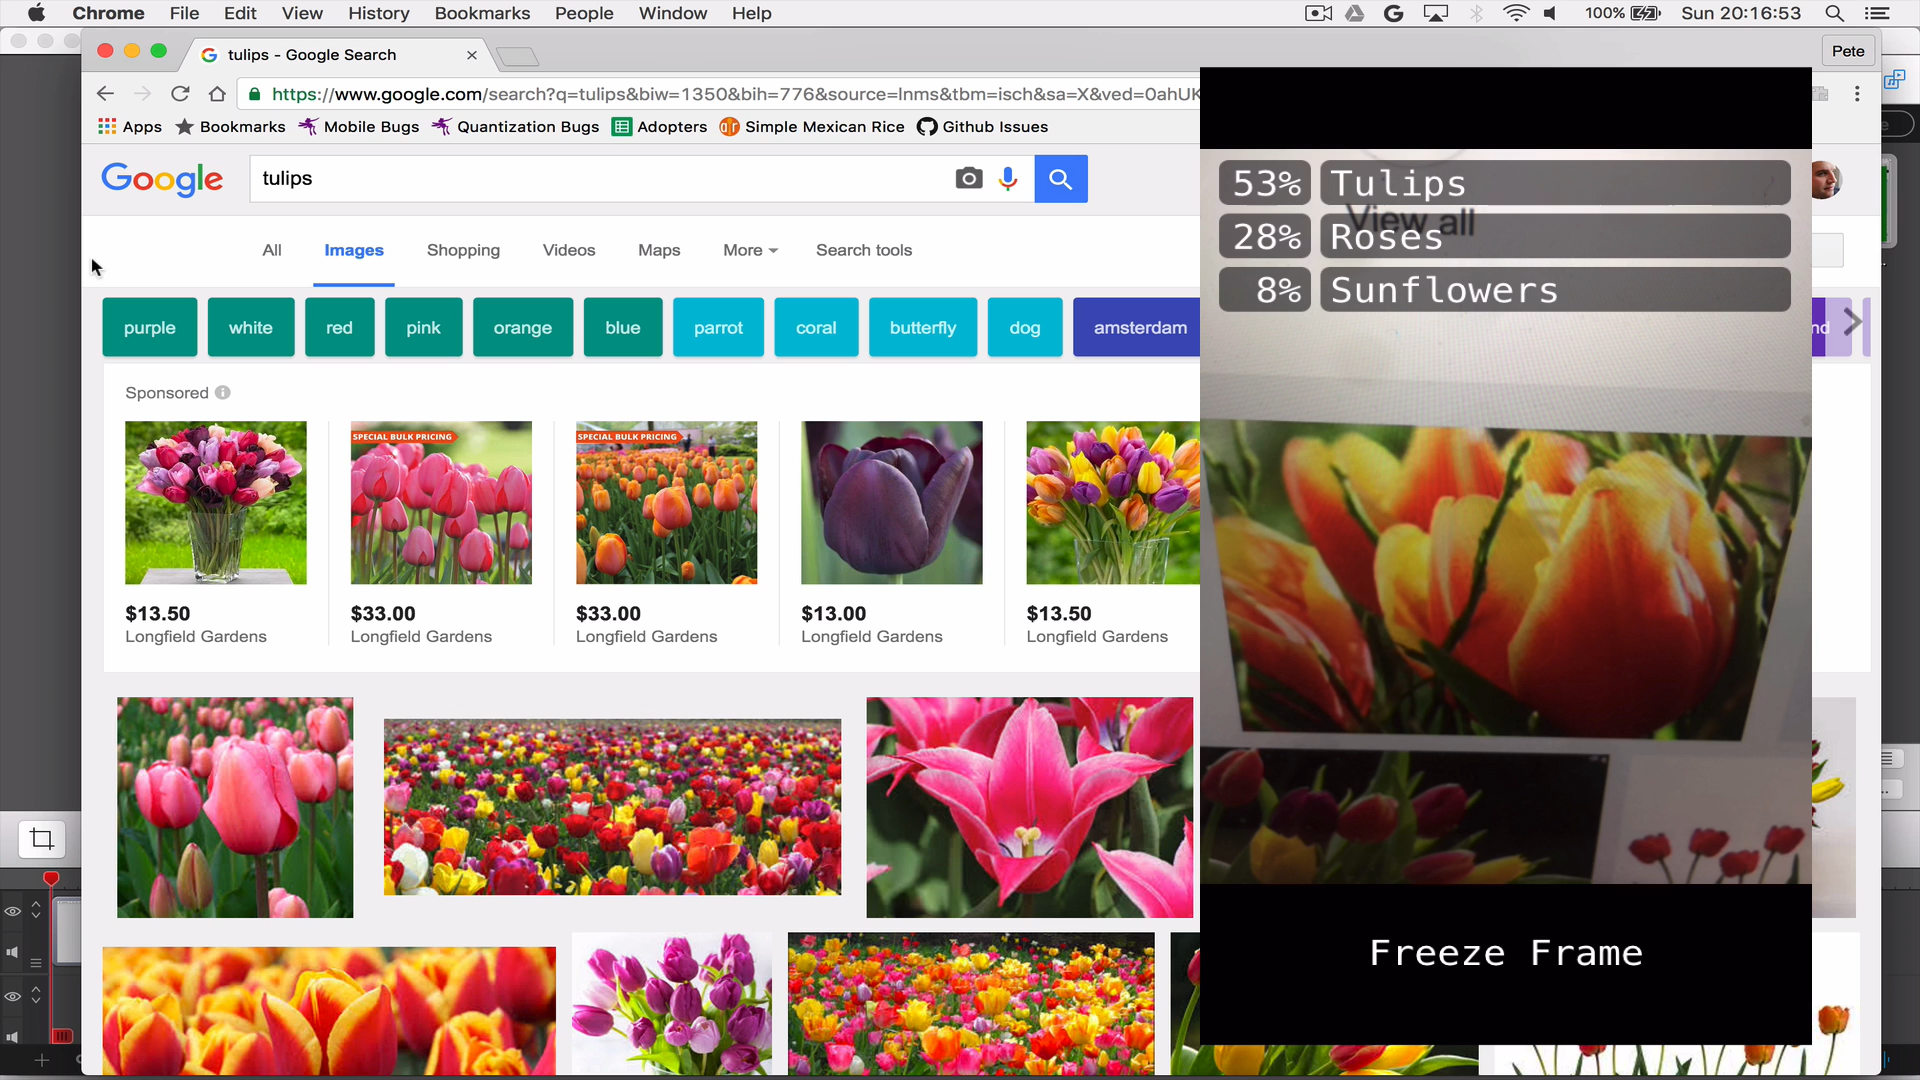 Chrome File Edit View History Bookmarks People Window Help 100% Sun 20:16:53
tulips - Google Search Pete
https://www.google.com/search?q=tulips&biw=1350&bih=776&source=lnms&tbm=isch&sa=X&ved=0ahUK
Apps Bookmarks Mobile Bugs Quantization Bugs Adopters Simple Mexican Rice Github Issues
Google tulips
All Images Shopping Videos Maps More Search tools
purple white red pink orange blue parrot coral butterfly dog amsterdam nd
Sponsored
SPECIAL BULK PRICING SPECIAL BULK PRICING
$13.50 $33.00 $33.00 $13.00 $13.50
Longfield Gardens Longfield Gardens Longfield Gardens Longfield Gardens Longfield Gardens
53% Tulips
View all
28% Roses
8% Sunflowers
Freeze Frame